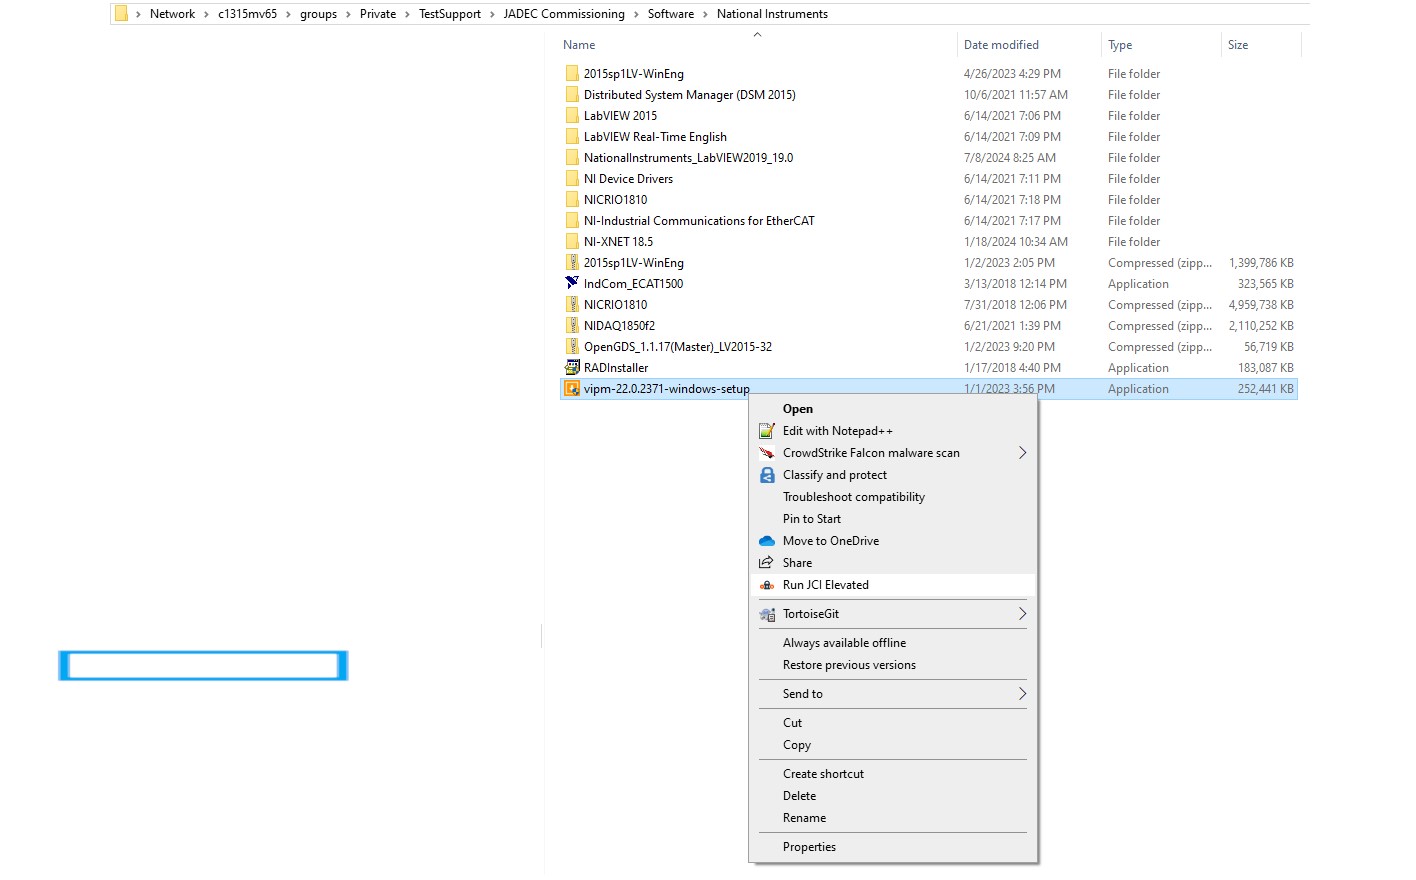 Network > c1315mv65 > groups > Private > TestSupport > JADEC Commissioning > Software > National Instruments
Name Date modified Type Size
2015sp1LV-WinEng 4/26/2023 4:29 PM File folder
Distributed System Manager (DSM 2015) 10/6/2021 11:57 AM File folder
LabVIEW 2015 6/14/2021 7:06 PM File folder
LabVIEW Real-Time English 6/14/2021 7:09 PM File folder
NationalInstruments_LabVIEW2019_19.0 7/8/2024 8:25 AM File folder
NI Device Drivers 6/14/2021 7:11 PM File folder
NICRIO1810 6/14/2021 7:18 PM File folder
NI-Industrial Communications for EtherCAT 6/14/2021 7:17 PM File folder
NI-XNET 18.5 1/18/2024 10:34 AM File folder
2015sp1LV-WinEng 1/2/2023 2:05 PM Compressed (zipp... 1,399,786 KB
IndCom_ECAT1500 3/13/2018 12:14 PM Application 323,565 KB
NICRIO1810 7/31/2018 12:06 PM Compressed (zipp... 4,959,738 KB
NIDAQ1850f2 6/21/2021 1:39 PM Compressed (zipp... 2,110,252 KB
OpenGDS_1.1.17(Master)_LV2015-32 1/2/2023 9:20 PM Compressed (zipp... 56,719 KB
RADInstaller 1/17/2018 4:40 PM Application 183,087 KB
vipm-22.0.2371-windows-setup 1/1/2023 3:56 PM Application 252,441 KB
Open
Edit with Notepad++
CrowdStrike Falcon malware scan
Classify and protect
Troubleshoot compatibility
Pin to Start
Move to OneDrive
Share
Run JCI Elevated
TortoiseGit
Always available offline
Restore previous versions
Send to
Cut
Copy
Create shortcut
Delete
Rename
Properties